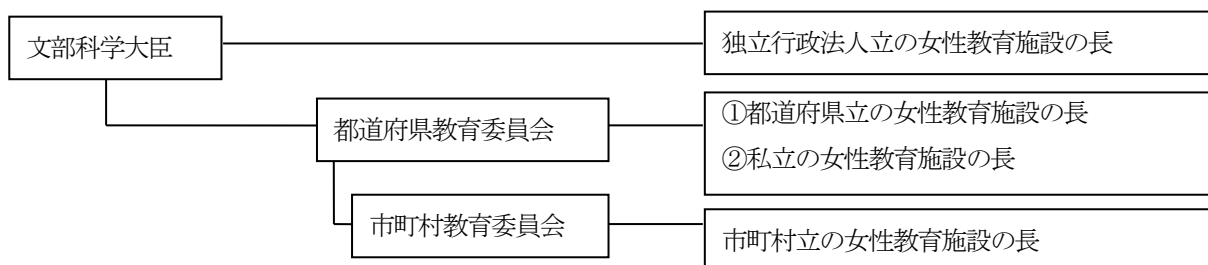 文部科学大臣
独立行政法人立の女性教育施設の長
都道府県教育委員会
①都道府県立の女性教育施設の長
②私立の女性教育施設の長
市町村教育委員会
市町村立の女性教育施設の長